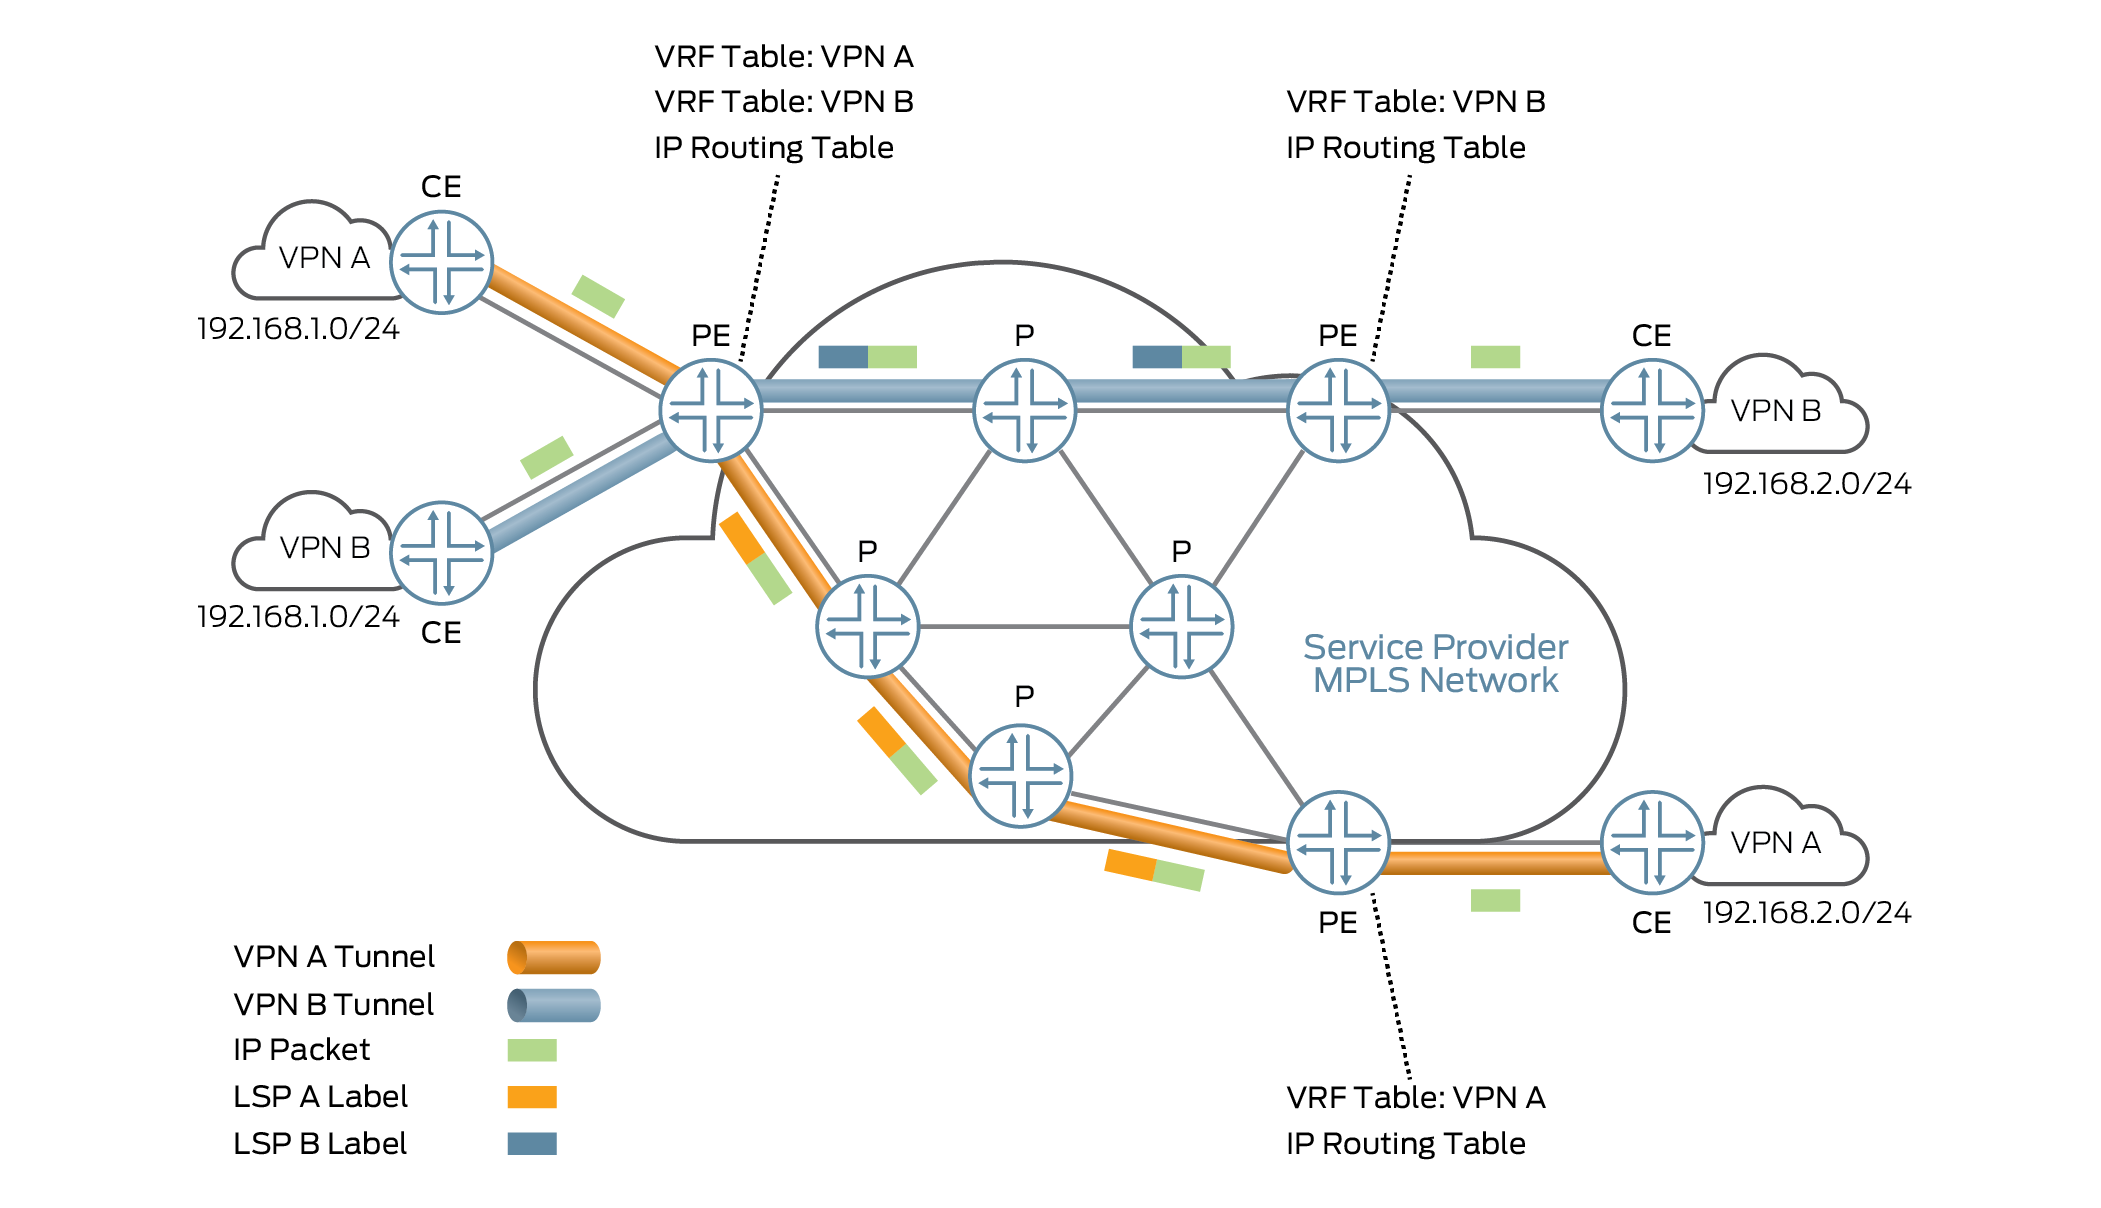 VRF Table: VPN A
VRF Table: VPN B
IP Routing Table
VRF Table: VPN B
IP Routing Table
CE
VPN A
192.168.1.0/24
PE
P
PE
CE
VPN B
192.168.2.0/24
VPN B
192.168.1.0/24
CE
P
P
Service Provider
MPLS Network
P
VPN A
192.168.2.0/24
PE
CE
VPN A Tunnel
VPN B Tunnel
IP Packet
LSP A Label
LSP B Label
VRF Table: VPN A
IP Routing Table